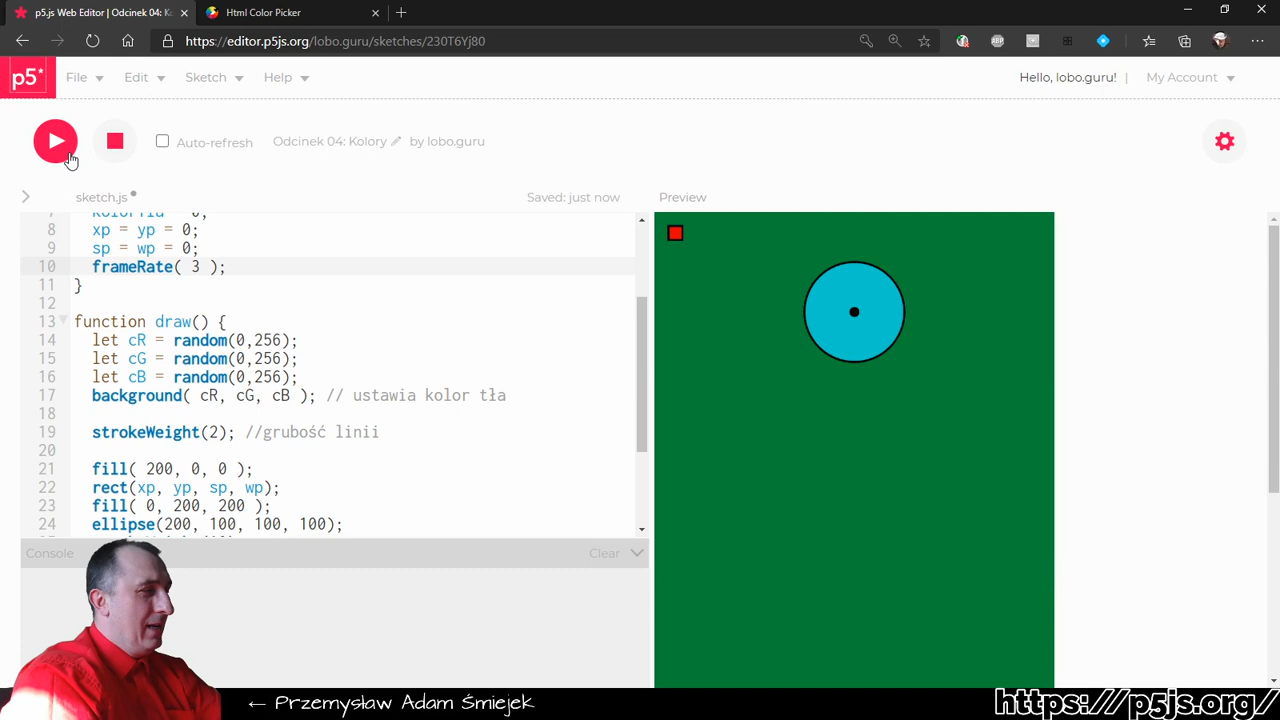 p5.js Web Editor | Odcinek 04: K
Html Color Picker
https://editor.p5js.org/lobo.guru/sketches/230T6Yj80
ABP
p5*
File
Edit
Sketch
Help
Hello, lobo.guru! |
My Account
Auto-refresh
Odcinek 04: Kolory
by lobo.guru
sketch.js
Saved: just now
Preview
8 xp = yp = 0;
9 sp = wp = 0;
10 frameRate( 3 );
11 }
12
13 function draw() {
14 let cR = random(0,256);
15 let cG = random(0,256);
16 let cB = random(0,256);
17 background( cR, cG, cB ); // ustawia kolor tła
18
19 strokeWeight(2); //grubość linii
20
21 fill( 200, 0, 0 );
22 rect(xp, yp, sp, wp);
23 fill( 0, 200, 200 );
24 ellipse(200, 100, 100, 100);
Console
Clear
← Przemysław Adam Śmiejek
https://p5js.org/